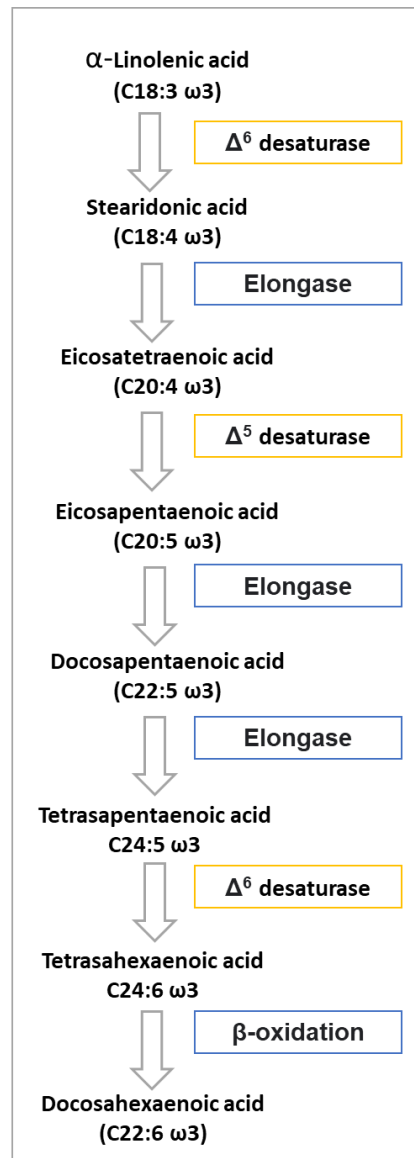 α-Linolenic acid
(C18:3 ω3)
Δ⁶ desaturase
Stearidonic acid
(C18:4 ω3)
Elongase
Eicosatetraenoic acid
(C20:4 ω3)
Δ⁵ desaturase
Eicosapentaenoic acid
(C20:5 ω3)
Elongase
Docosapentaenoic acid
(C22:5 ω3)
Elongase
Tetrasapentaenoic acid
C24:5 ω3
Δ⁶ desaturase
Tetrasahexaenoic acid
C24:6 ω3
β-oxidation
Docosahexaenoic acid
(C22:6 ω3)